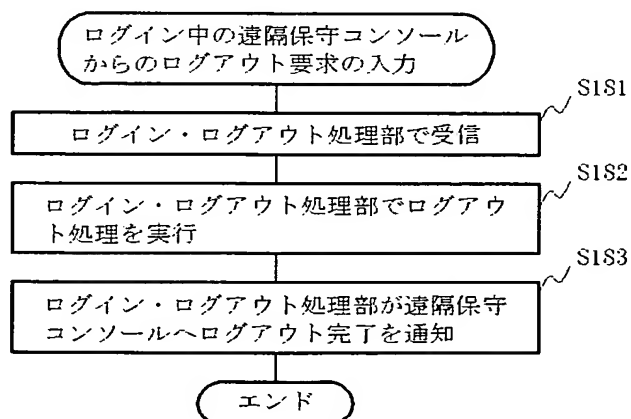 ログイン中の遠隔保守コンソール
からのログアウト要求の入力
S1S1
ログイン・ログアウト処理部で受信
S1S2
ログイン・ログアウト処理部でログアウ
ト処理を実行
S1S3
ログイン・ログアウト処理部が遠隔保守
コンソールへログアウト完了を通知
エンド